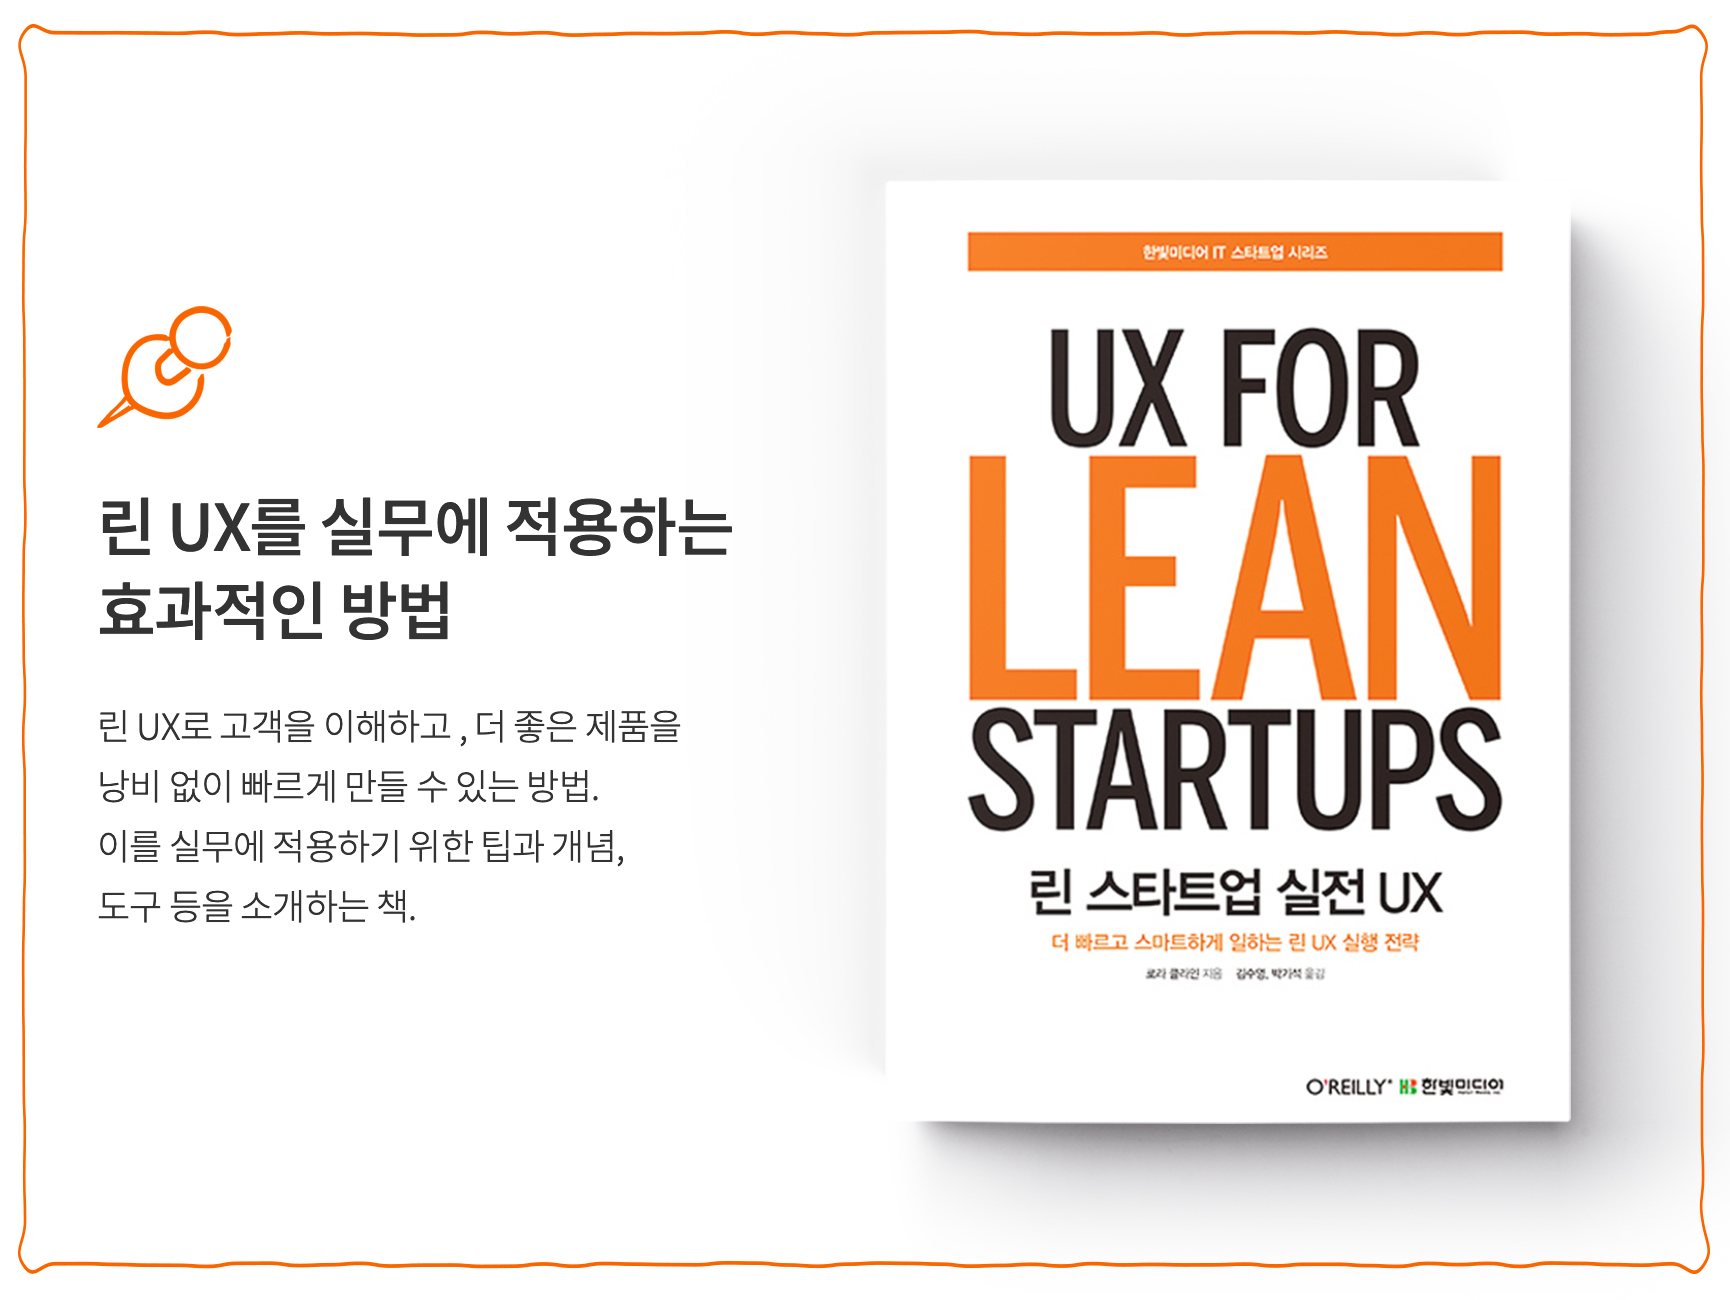 린 UX를 실무에 적용하는
효과적인 방법
린 UX로 고객을 이해하고 , 더 좋은 제품을
낭비 없이 빠르게 만들 수 있는 방법.
이를 실무에 적용하기 위한 팁과 개념,
도구 등을 소개하는 책.
한빛미디어 IT 스타트업 시리즈
UX FOR
LEAN
STARTUPS
린 스타트업 실전 UX
더 빠르고 스마트하게 일하는 린 UX 실행 전략
로라 클라인 지음 김수영, 박기석 옮김
O'REILLY® HB 한빛미디어